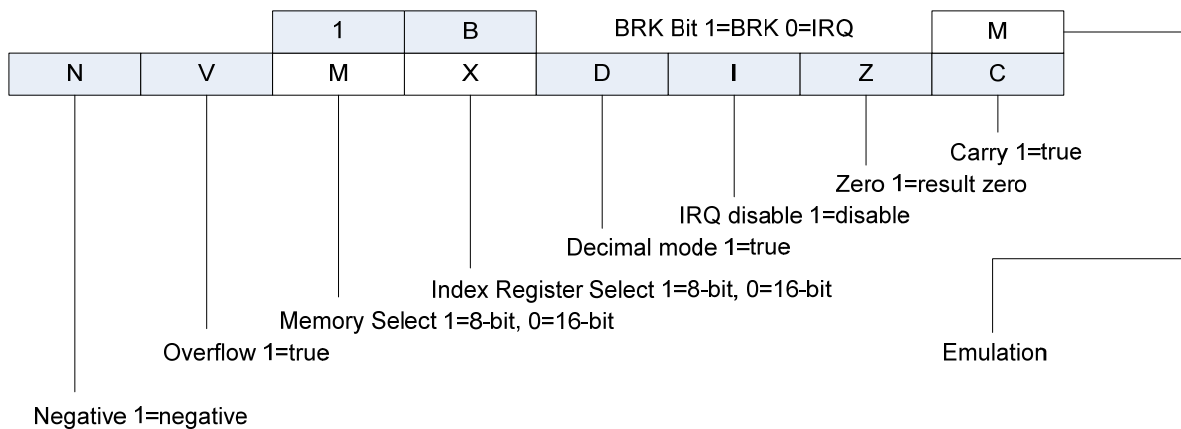 1 B BRK Bit 1=BRK 0=IRQ M
N V M X D I Z C
Carry 1=true
Zero 1=result zero
IRQ disable 1=disable
Decimal mode 1=true
Index Register Select 1=8-bit, 0=16-bit
Memory Select 1=8-bit, 0=16-bit
Overflow 1=true Emulation
Negative 1=negative